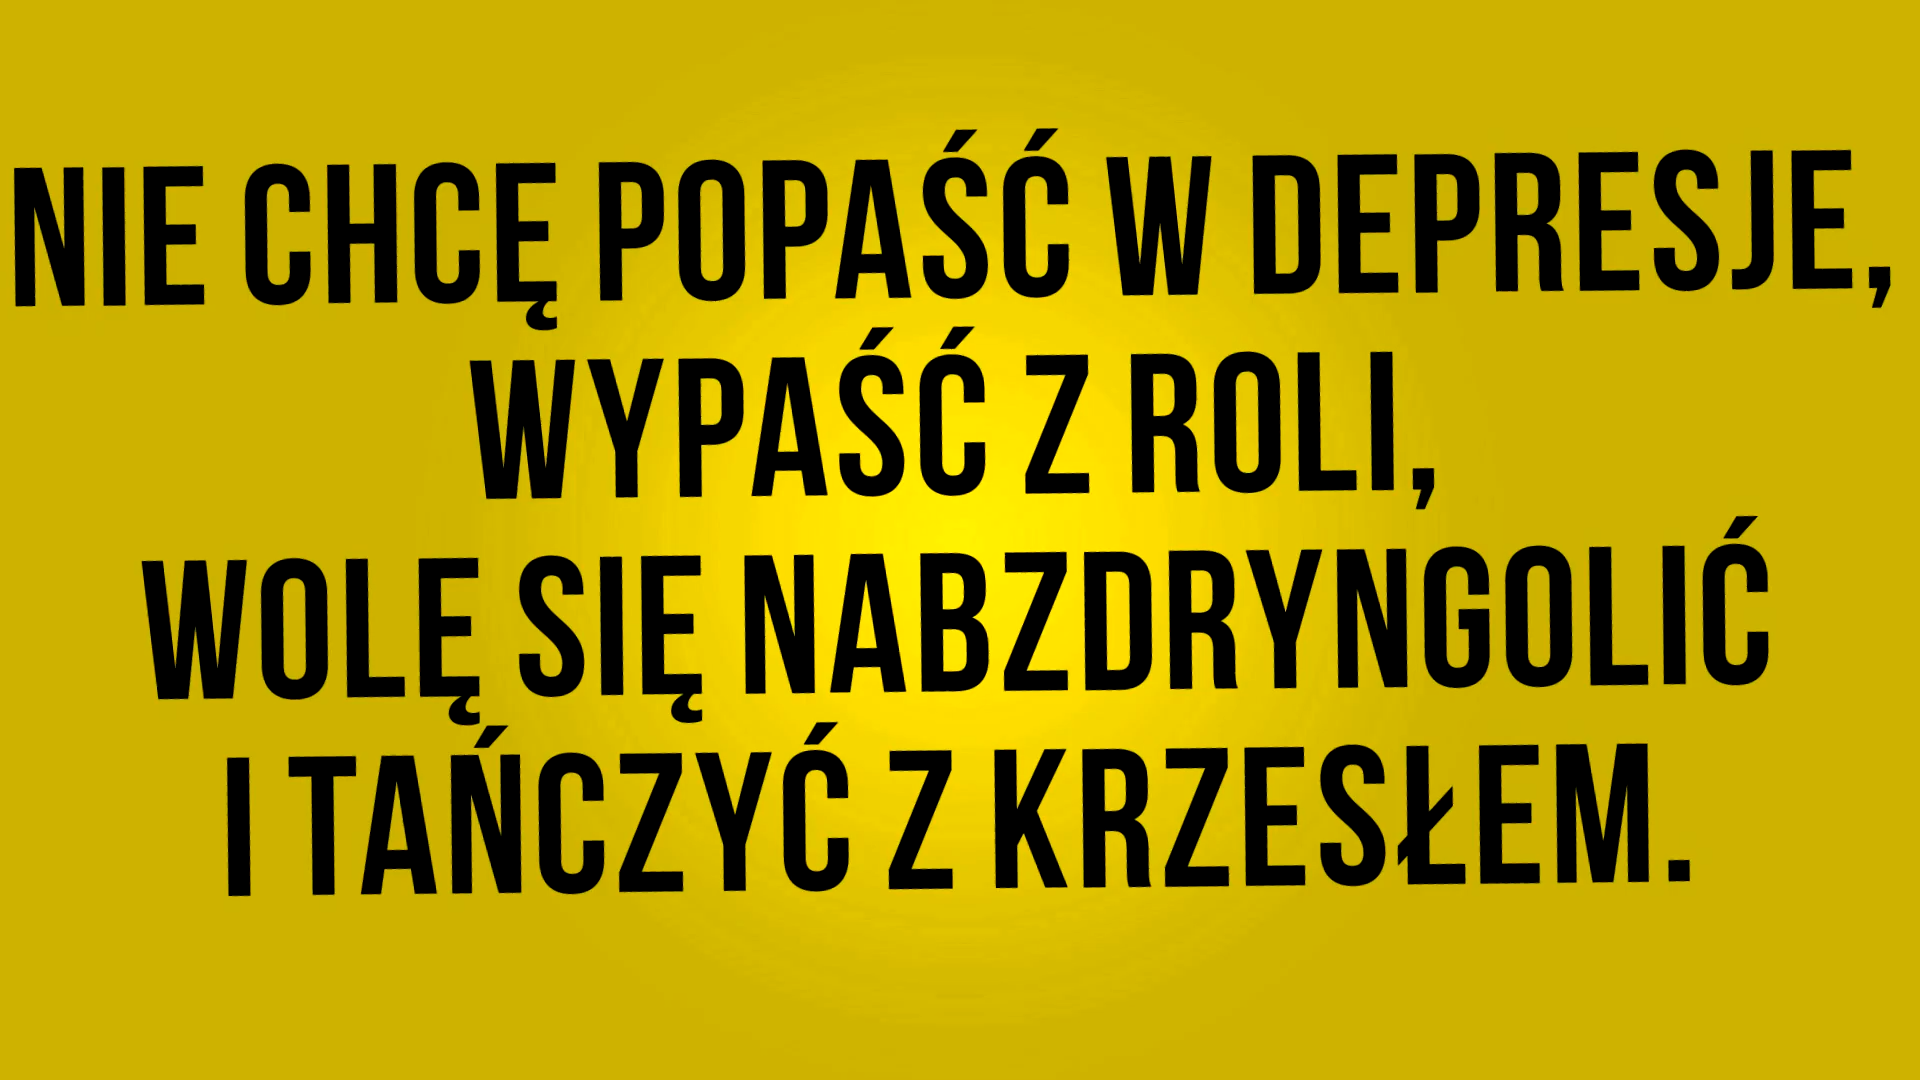 NIE CHCĘ POPAŚĆ W DEPRESJE,
WYPAŚĆ Z ROLI,
WOLĘ SIĘ NABZDRYNGOLIĆ
I TAŃCZYĆ Z KRZESŁEM.